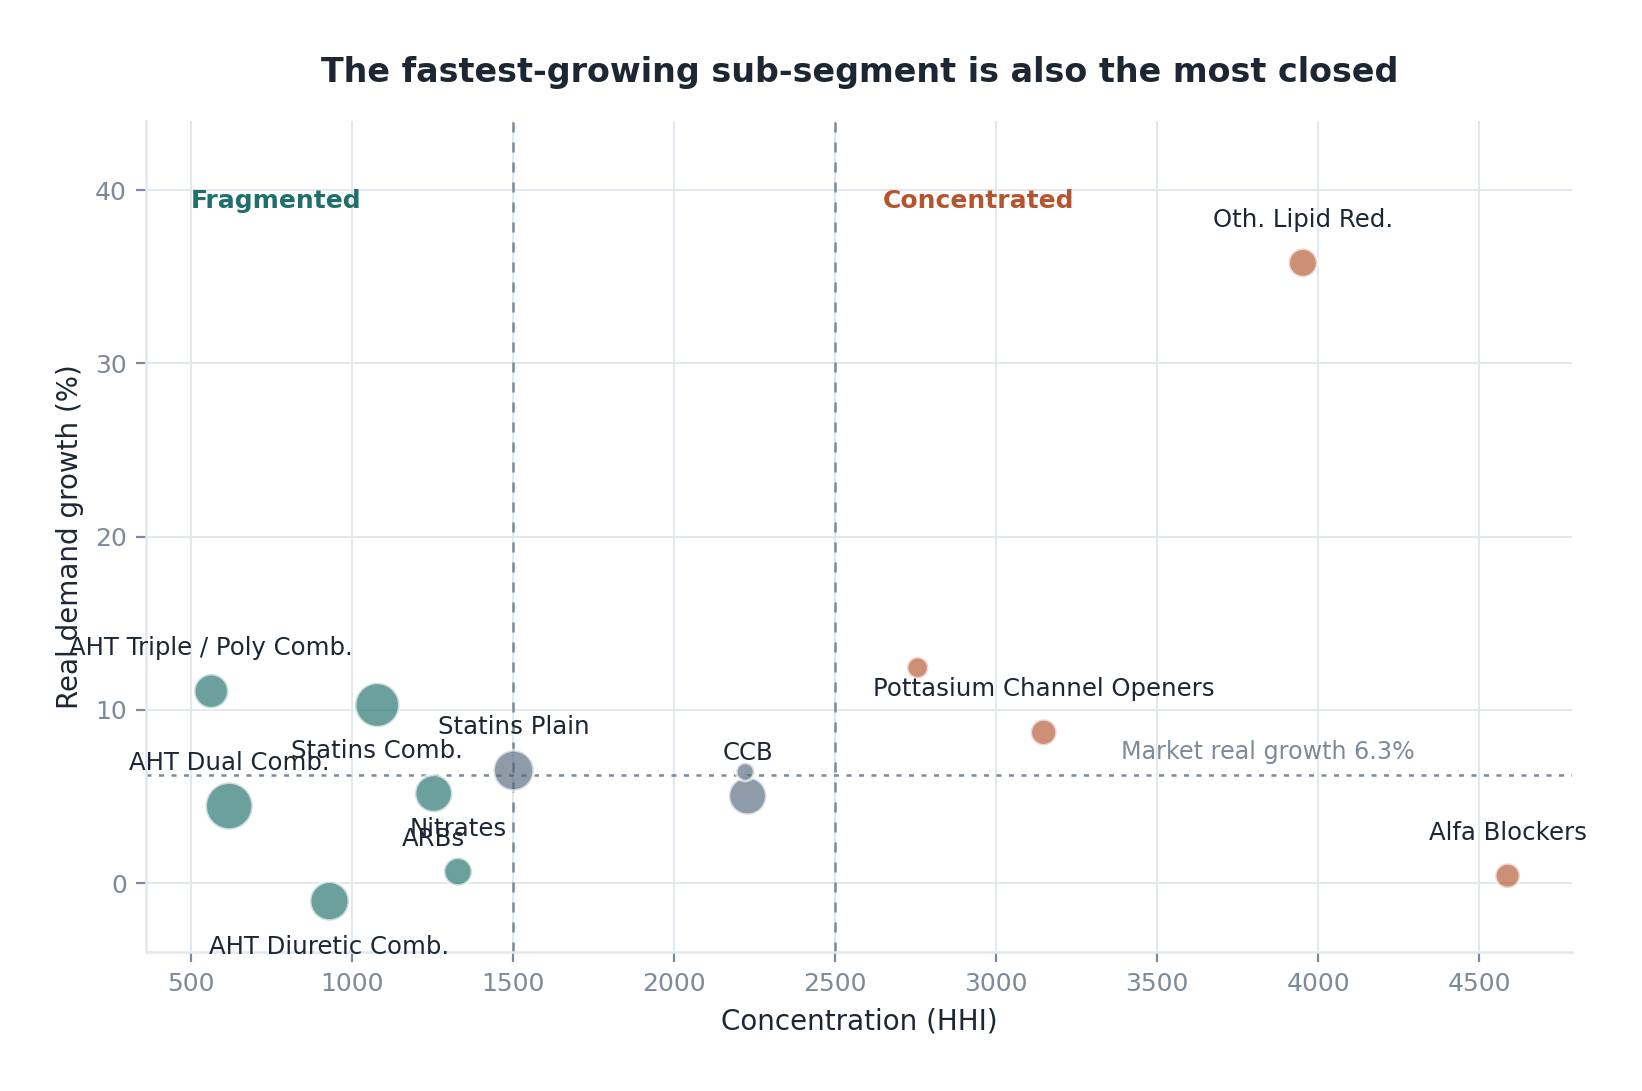 The fastest-growing sub-segment is also the most closed
Fragmented
Concentrated
Oth. Lipid Red.
AHT Triple / Poly Comb.
Pottasium Channel Openers
Statins Plain
Statins Comb.
CCB
Market real growth 6.3%
AHT Dual Comb.
Nitrates
ARBs
Alfa Blockers
AHT Diuretic Comb.
Real demand growth (%)
40
30
20
10
0
500 1000 1500 2000 2500 3000 3500 4000 4500
Concentration (HHI)